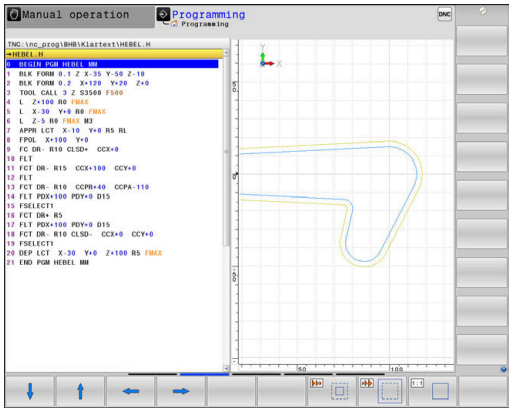 Manual operation
Programming
Programming
DNC
TNC:\nc_prog\BHB\Klartext\HEBEL.H
→HEBEL.H
0 BEGIN PGM HEBEL MM
1 BLK FORM 0.1 Z X-35 Y-50 Z-10
2 BLK FORM 0.2 X+120 Y+20 Z+0
3 TOOL CALL 3 Z S3500 F500
4 L Z+100 R0 FMAX
5 L X-30 Y+0 R0 FMAX
6 L Z-5 R0 FMAX M3
7 APPR LCT X-10 Y+0 R5 RL
8 FPOL X+100 Y+0
9 FC DR- R10 CLSD+ CCX+0
10 FLT
11 FCT DR- R15 CCX+100 CCY+0
12 FLT
13 FCT DR- R10 CCPR+40 CCPA-110
14 FLT PDX+100 PDY+0 D15
15 FSELECT1
16 FCT DR+ R5
17 FLT PDX+100 PDY+0 D15
18 FCT DR- R10 CLSD- CCX+0 CCY+0
19 FSELECT1
20 DEP LCT X-30 Y+0 Z+100 R5 FMAX
21 END PGM HEBEL MM
Y
X
50
0
-50
50
100
1:1